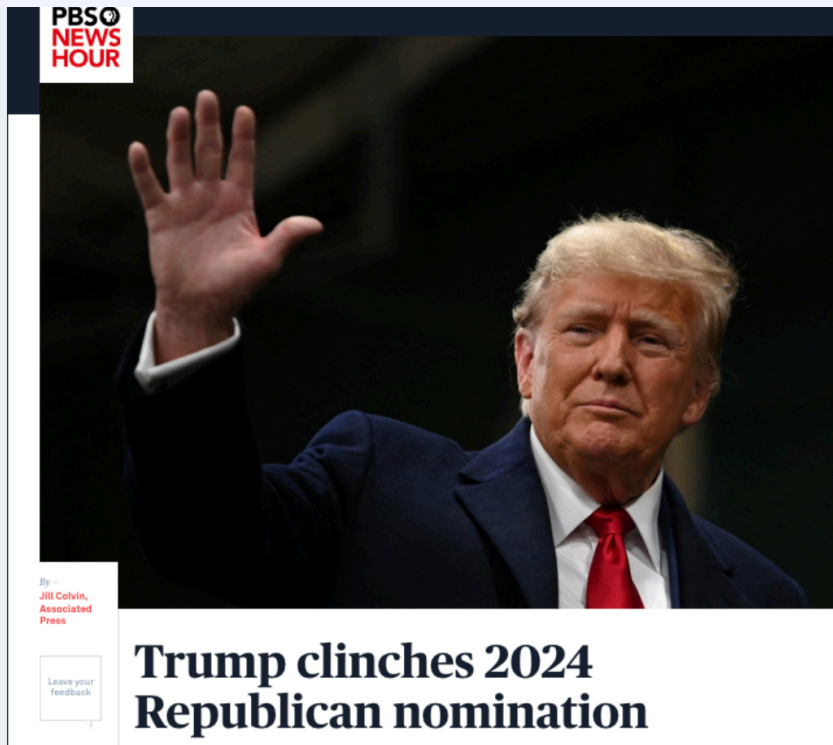 PBS
NEWS
HOUR
By —
Jill Colvin,
Associated
Press
Leave your
feedback
Trump clinches 2024
Republican nomination